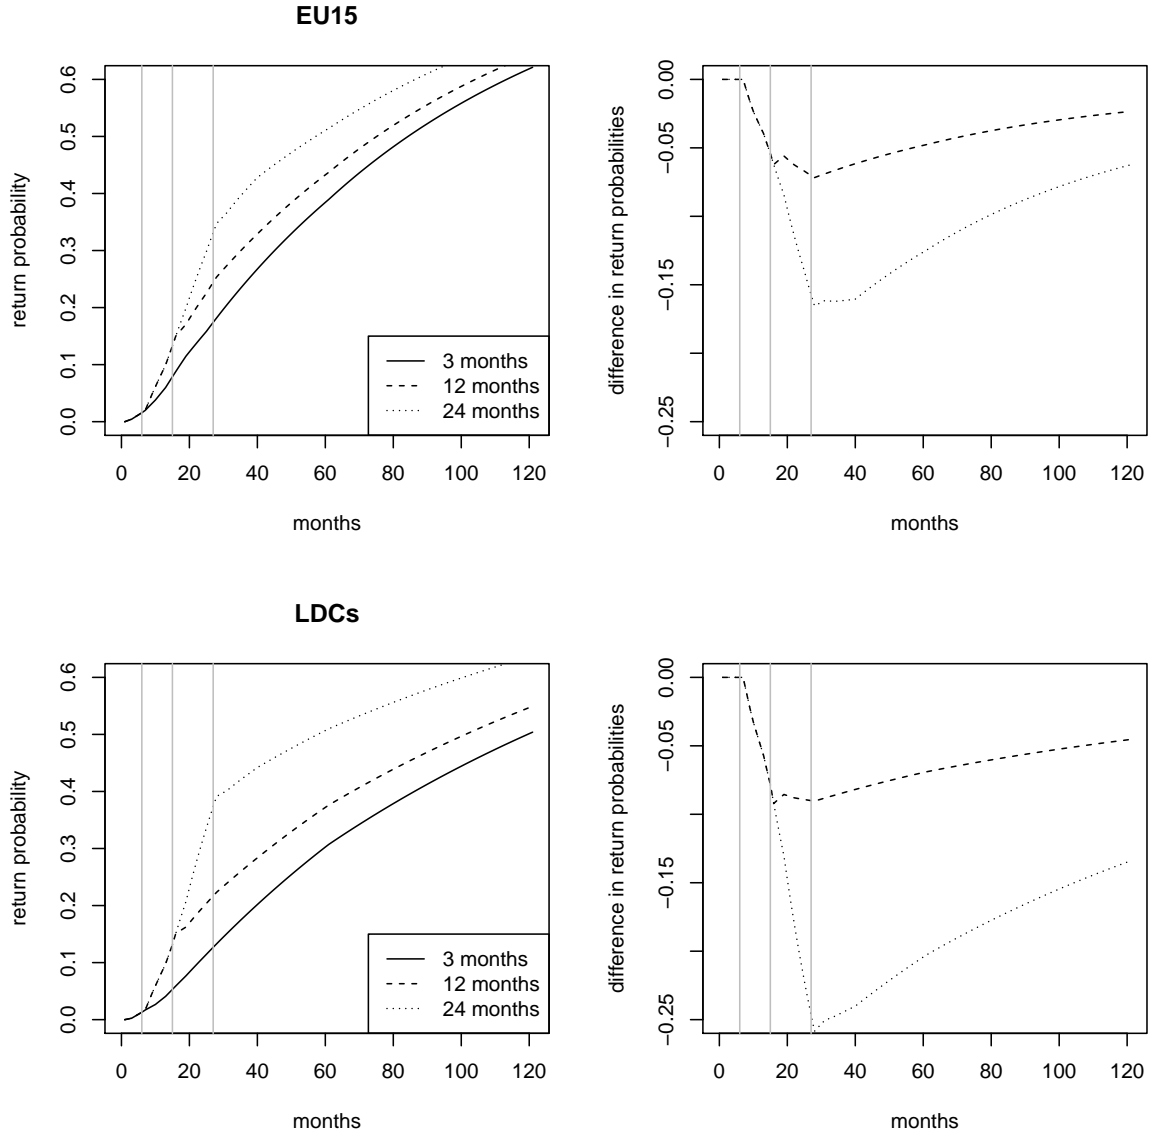 EU15
return probability
0.0 0.1 0.2 0.3 0.4 0.5 0.6
0 20 40 60 80 100 120
months
3 months
12 months
24 months
difference in return probabilities
−0.25 −0.15 −0.05 0.00
0 20 40 60 80 100 120
months
LDCs
return probability
0.0 0.1 0.2 0.3 0.4 0.5 0.6
0 20 40 60 80 100 120
months
3 months
12 months
24 months
difference in return probabilities
−0.25 −0.15 −0.05 0.00
0 20 40 60 80 100 120
months